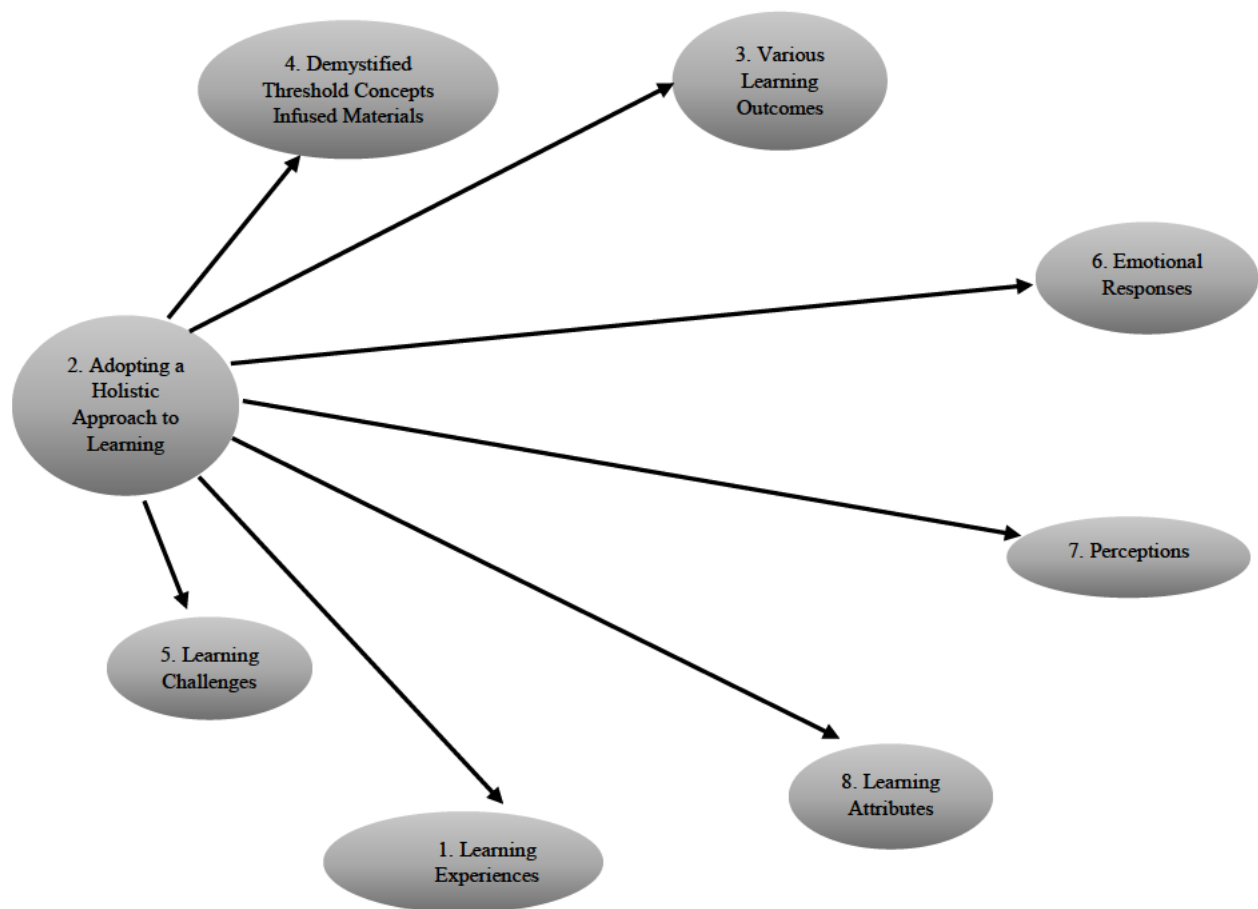 4. Demystified
Threshold Concepts
Infused Materials
3. Various
Learning
Outcomes
6. Emotional
Responses
2. Adopting a
Holistic
Approach to
Learning
7. Perceptions
5. Learning
Challenges
8. Learning
Attributes
1. Learning
Experiences